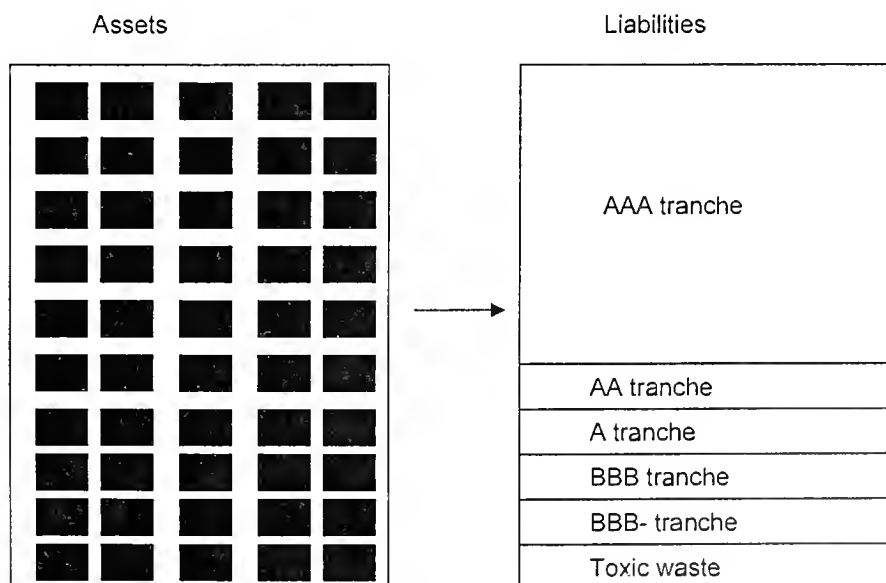 Assets
Liabilities
AAA tranche
AA tranche
A tranche
BBB tranche
BBB- tranche
Toxic waste